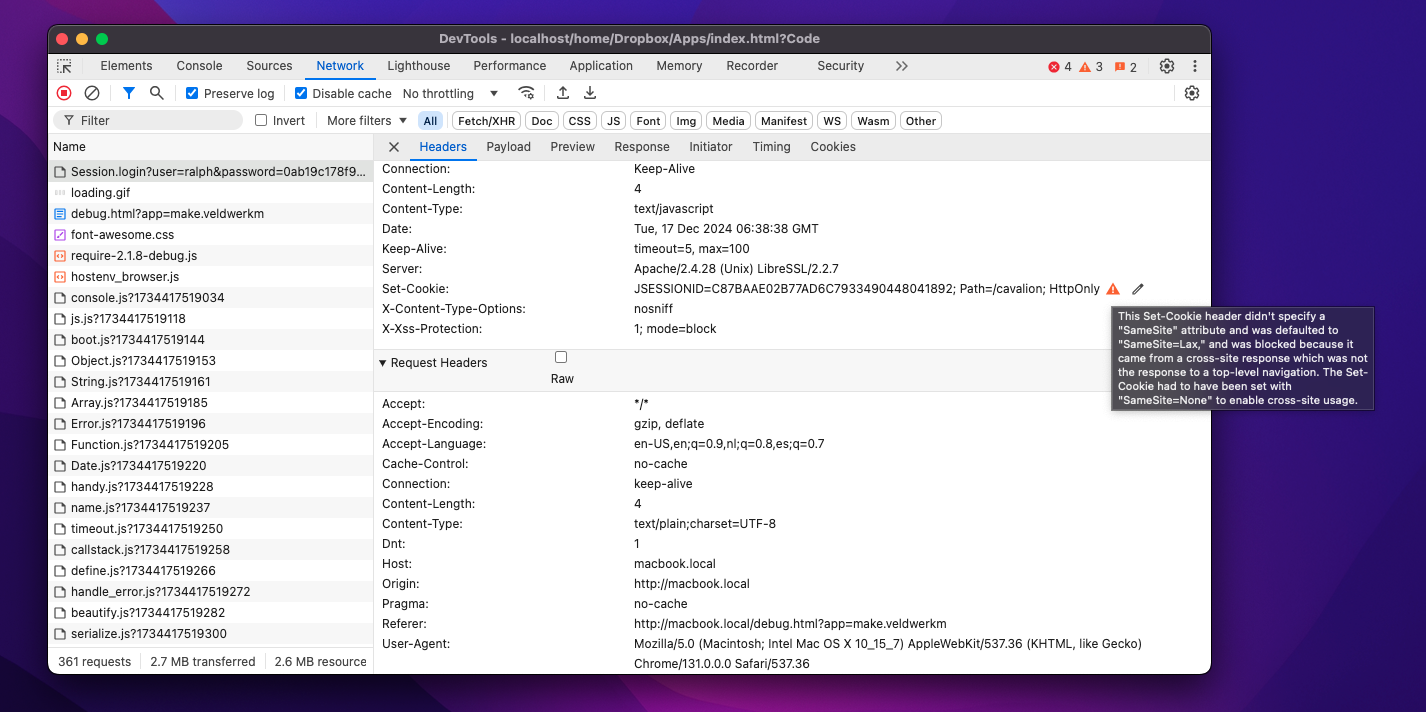 DevTools - localhost/home/Dropbox/Apps/index.html?Code
Elements Console Sources Network Lighthouse Performance Application Memory Recorder Security 4 3 2
Preserve log Disable cache No throttling
Filter Invert More filters All Fetch/XHR Doc CSS JS Font Img Media Manifest WS Wasm Other
Name
Session.login?user=ralph&password=0ab19c178f9...
loading.gif
debug.html?app=make.veldwerkm
font-awesome.css
require-2.1.8-debug.js
hostenv_browser.js
console.js?1734417519034
js.js?1734417519118
boot.js?1734417519144
Object.js?1734417519153
String.js?1734417519161
Array.js?1734417519185
Error.js?1734417519196
Function.js?1734417519205
Date.js?1734417519220
handy.js?1734417519228
name.js?1734417519237
timeout.js?1734417519250
callstack.js?1734417519258
define.js?1734417519266
handle_error.js?1734417519272
beautify.js?1734417519282
serialize.js?1734417519300
361 requests 2.7 MB transferred 2.6 MB resource
Headers Payload Preview Response Initiator Timing Cookies
Connection: Keep-Alive
Content-Length: 4
Content-Type: text/javascript
Date: Tue, 17 Dec 2024 06:38:38 GMT
Keep-Alive: timeout=5, max=100
Server: Apache/2.4.28 (Unix) LibreSSL/2.2.7
Set-Cookie: JSESSIONID=C87BAAE02B77AD6C7933490448041892; Path=/cavalion; HttpOnly
X-Content-Type-Options: nosniff
X-Xss-Protection: 1; mode=block
This Set-Cookie header didn't specify a
"SameSite" attribute and was defaulted to
"SameSite=Lax," and was blocked because it
came from a cross-site response which was not
the response to a top-level navigation. The Set-
Cookie had to have been set with
"SameSite=None" to enable cross-site usage.
Request Headers
Raw
Accept: */*
Accept-Encoding: gzip, deflate
Accept-Language: en-US,en;q=0.9,nl;q=0.8,es;q=0.7
Cache-Control: no-cache
Connection: keep-alive
Content-Length: 4
Content-Type: text/plain;charset=UTF-8
Dnt: 1
Host: macbook.local
Origin: http://macbook.local
Pragma: no-cache
Referer: http://macbook.local/debug.html?app=make.veldwerkm
User-Agent: Mozilla/5.0 (Macintosh; Intel Mac OS X 10_15_7) AppleWebKit/537.36 (KHTML, like Gecko)
Chrome/131.0.0.0 Safari/537.36